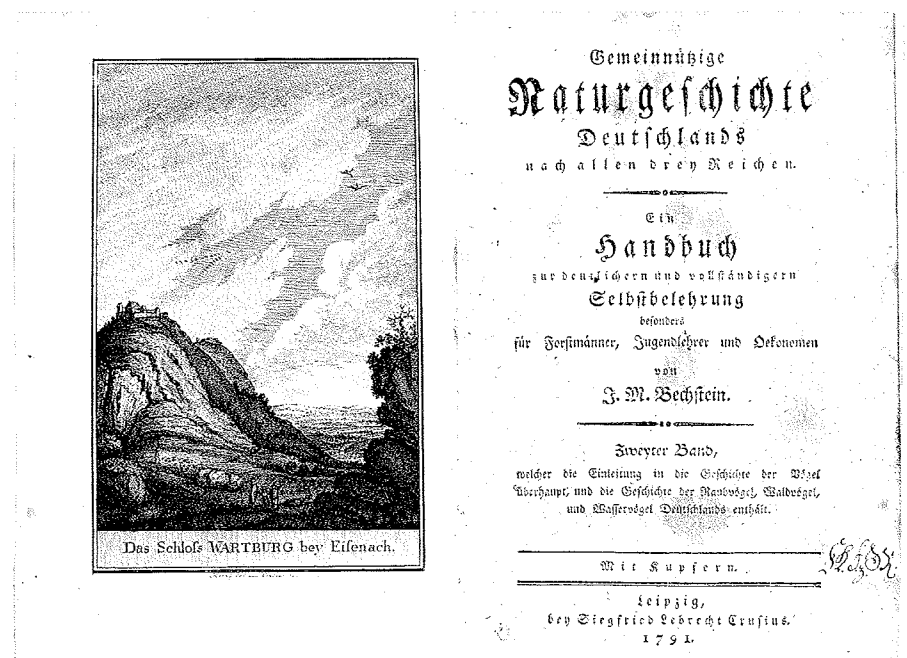 Das Schloſs WARTBURG bey Eiſenach.
Gemeinnützige
Naturgeſchichte
Deutſchlands
nach allen drey Reichen.
Ein
Handbuch
zur deutlichern und vollſtändigern
Selbſtbelehrung
beſonders
für Forſtmänner, Jugendlehrer und Oekonomen
von
J. M. Bechſtein.
Zweyter Band,
welcher die Einleitung in die Geſchichte der Vögel
überhaupt, und die Geſchichte der Raubvögel, Waldvögel,
und Waſſervögel Deutſchlands enthält.
Mit Kupfern.
Leipzig,
bey Siegfried Lebrecht Cruſius.
1791.